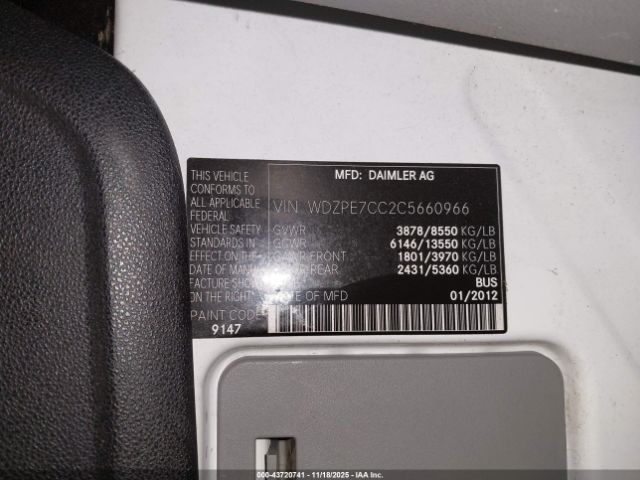 THIS VEHICLE
CONFORMS TO
ALL APPLICABLE
FEDERAL
VEHICLE SAFETY
STANDARDS IN
EFFECT ON THE
DATE OF MANU
FACTURE SHOWN
ON THE RIGHT
PAINT CODE
9147
MFD: DAIMLER AG
VIN WDZPE7CC2C5660966
GVWR 3878/8550 KG/LB
GCWR 6146/13550 KG/LB
GAWR FRONT 1801/3970 KG/LB
GAWR REAR 2431/5360 KG/LB
BUS
DATE OF MFD 01/2012
000-43720741 - 11/18/2025 - IAA Inc.